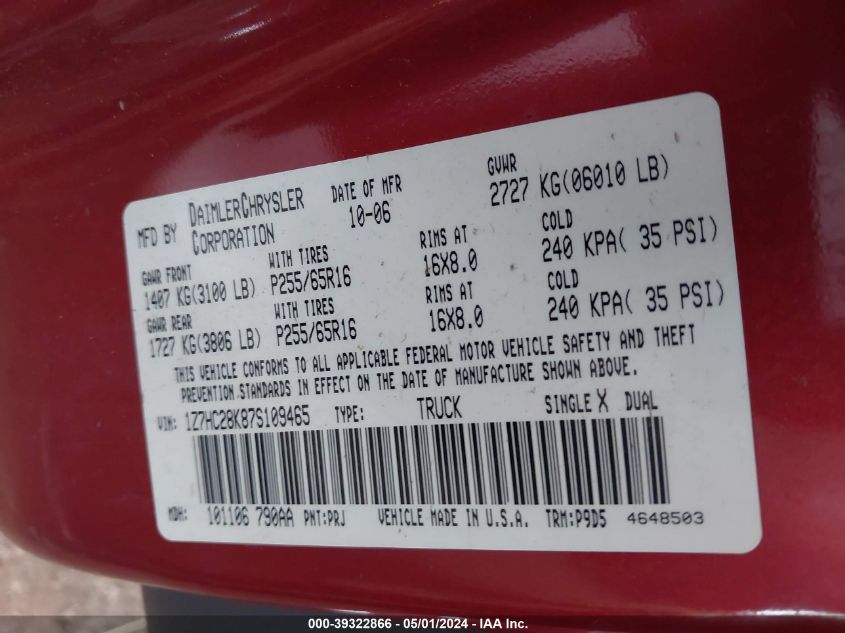 MFD BY DAIMLERCHRYSLER CORPORATION DATE OF MFR 10-06 GVWR 2727 KG(06010 LB)
GAWR FRONT WITH TIRES RIMS AT COLD
1407 KG(3100 LB) P255/65R16 16X8.0 240 KPA( 35 PSI)
GAWR REAR WITH TIRES RIMS AT COLD
1727 KG(3806 LB) P255/65R16 16X8.0 240 KPA( 35 PSI)
THIS VEHICLE CONFORMS TO ALL APPLICABLE FEDERAL MOTOR VEHICLE SAFETY AND THEFT
PREVENTION STANDARDS IN EFFECT ON THE DATE OF MANUFACTURE SHOWN ABOVE.
VIN: 1Z7HC28K87S109465 TYPE: TRUCK SINGLE X DUAL
MDH: 101106 790AA PNT:PRJ VEHICLE MADE IN U.S.A. TRM:P9D5 4648503
000-39322866 - 05/01/2024 - IAAI Inc.